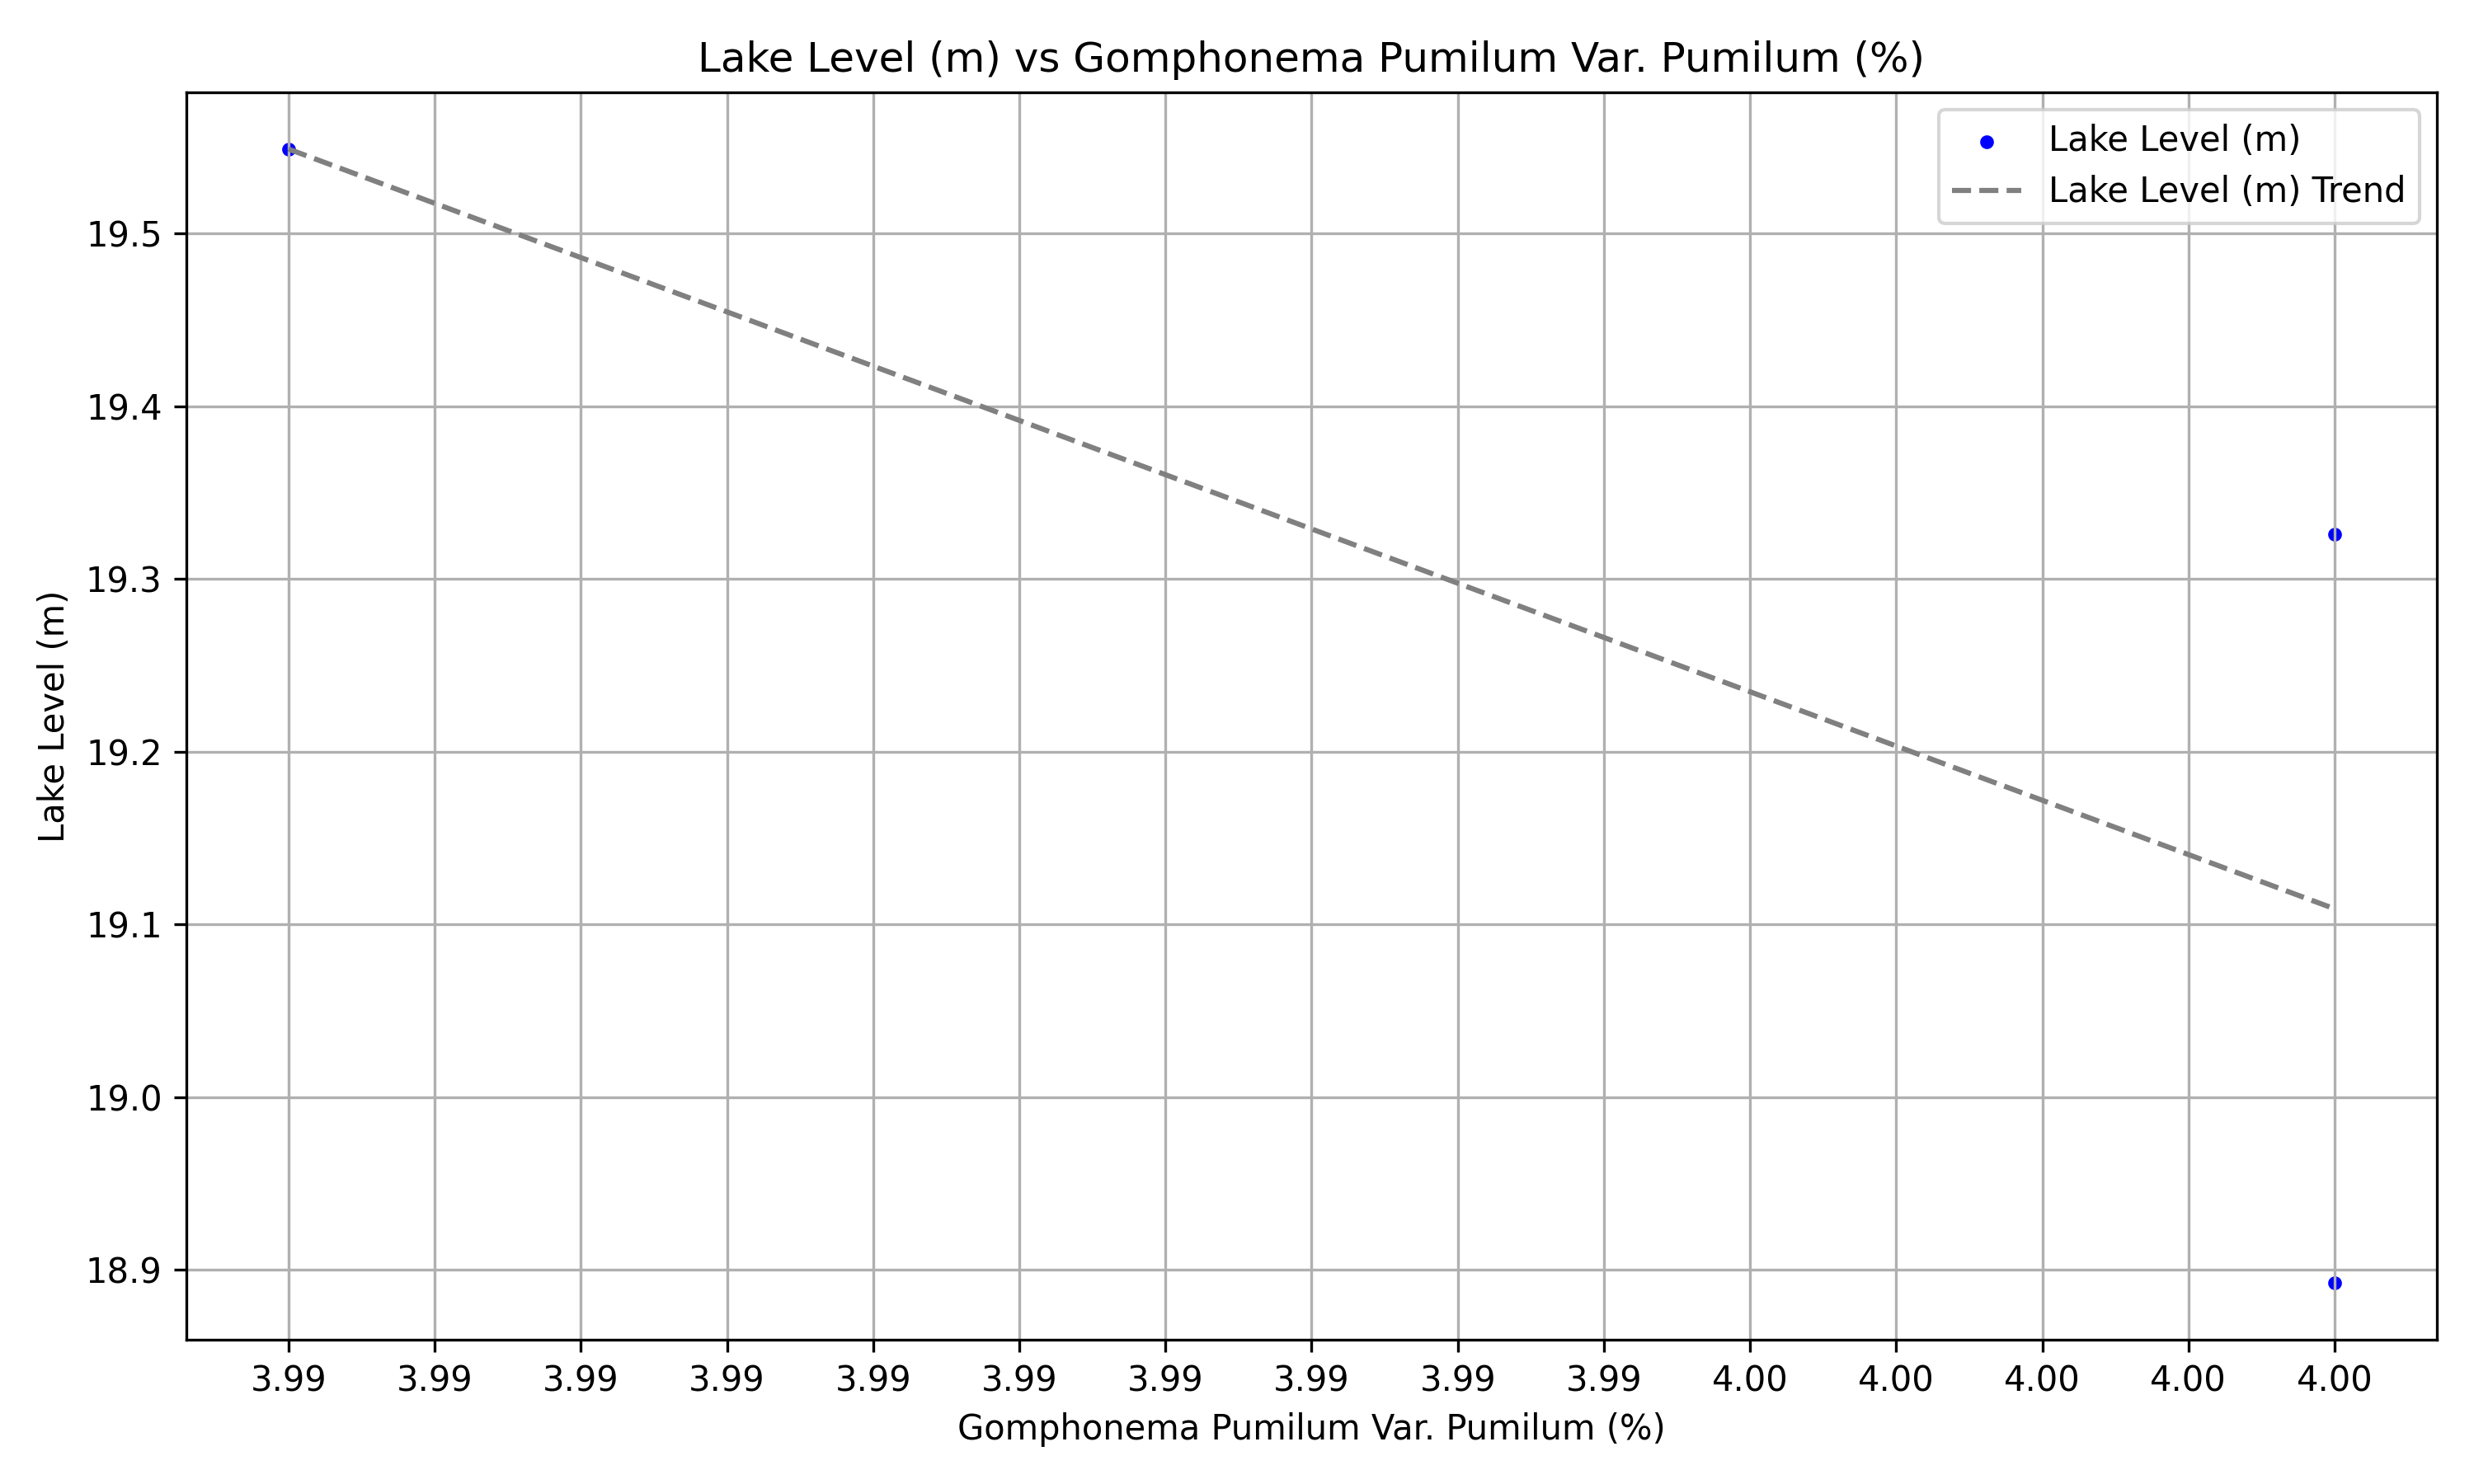 Lake Level (m) vs Gomphonema Pumilum Var. Pumilum (%)
Lake Level (m)
Lake Level (m) Trend
19.5
19.4
19.3
19.2
19.1
19.0
18.9
Lake Level (m)
3.99 3.99 3.99 3.99 3.99 3.99 3.99 3.99 3.99 3.99 4.00 4.00 4.00 4.00 4.00
Gomphonema Pumilum Var. Pumilum (%)